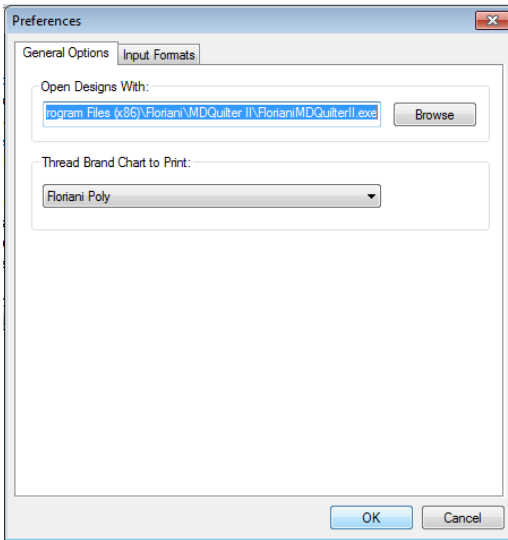 Preferences
General Options Input Formats
Open Designs With:
rogram Files (x86)\Floriani\MDQuilter II\FlorianiMDQuilterII.exe Browse
Thread Brand Chart to Print:
Floriani Poly
OK Cancel